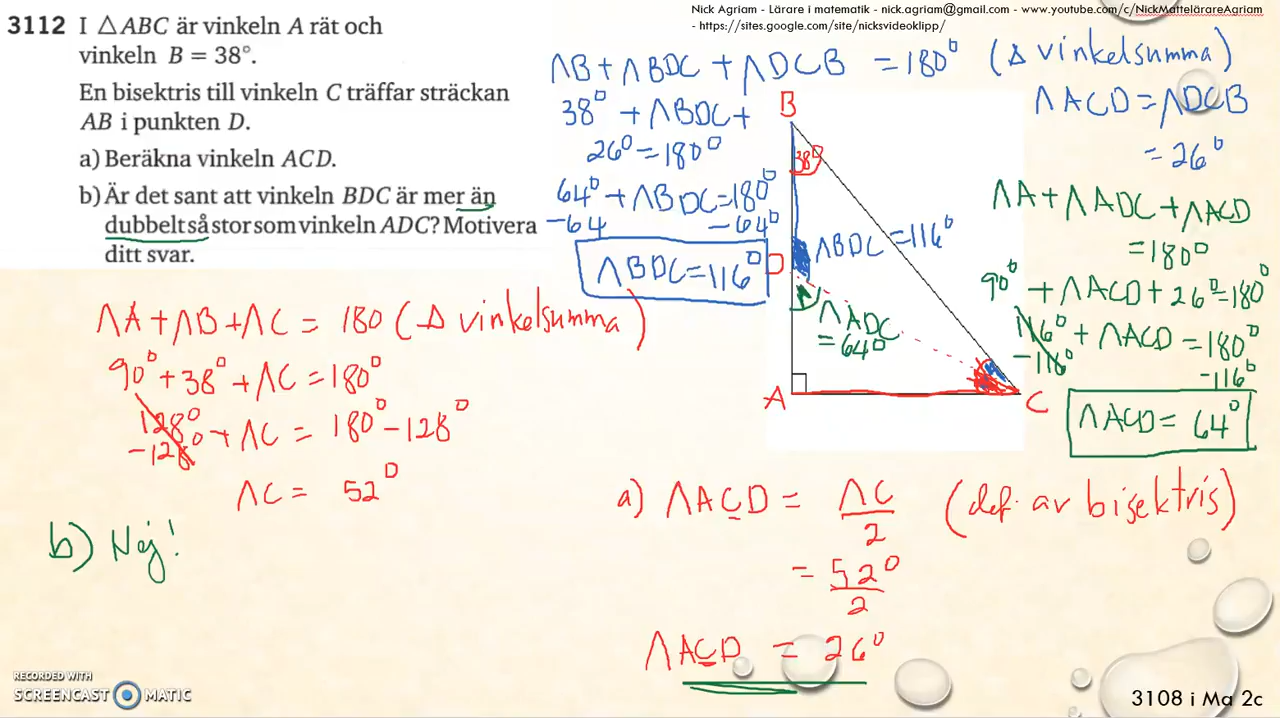 Nick Agriam - Lärare i matematik - nick.agriam@gmail.com - www.youtube.com/c/NickMattelärareAgriam
- https://sites.google.com/site/nicksvideoklipp/
3112 I △ABC är vinkeln A rät och
vinkeln B = 38°.
En bisektris till vinkeln C träffar sträckan
AB i punkten D.
a) Beräkna vinkeln ACD.
b) Är det sant att vinkeln BDC är mer än
dubbelt så stor som vinkeln ADC? Motivera
ditt svar.
∧B + ∧BDC + ∧DCB = 180° (△ vinkelsumma)
38° + ∧BDC +
26° = 180°
64° + ∧BDC = 180°
-64 -64°
∧BDC = 116°
B
38°
D
∧BDC = 116°
∧ADC
= 64°
A
C
∧ACD = ∧DCB
= 26°
∧A + ∧ADC + ∧ACD
= 180°
90° + ∧ACD + 26° = 180°
116° + ∧ACD = 180°
-116° -116°
∧ACD = 64°
∧A + ∧B + ∧C = 180 (△ vinkelsumma)
90° + 38° + ∧C = 180°
128° + ∧C = 180° - 128°
-128°
∧C = 52°
a) ∧ACD = ∧C/2 (def. av bisektris)
= 52°/2
∧ACD = 26°
b) Nej!
RECORDED WITH
SCREENCAST MATIC
3108 i Ma 2c